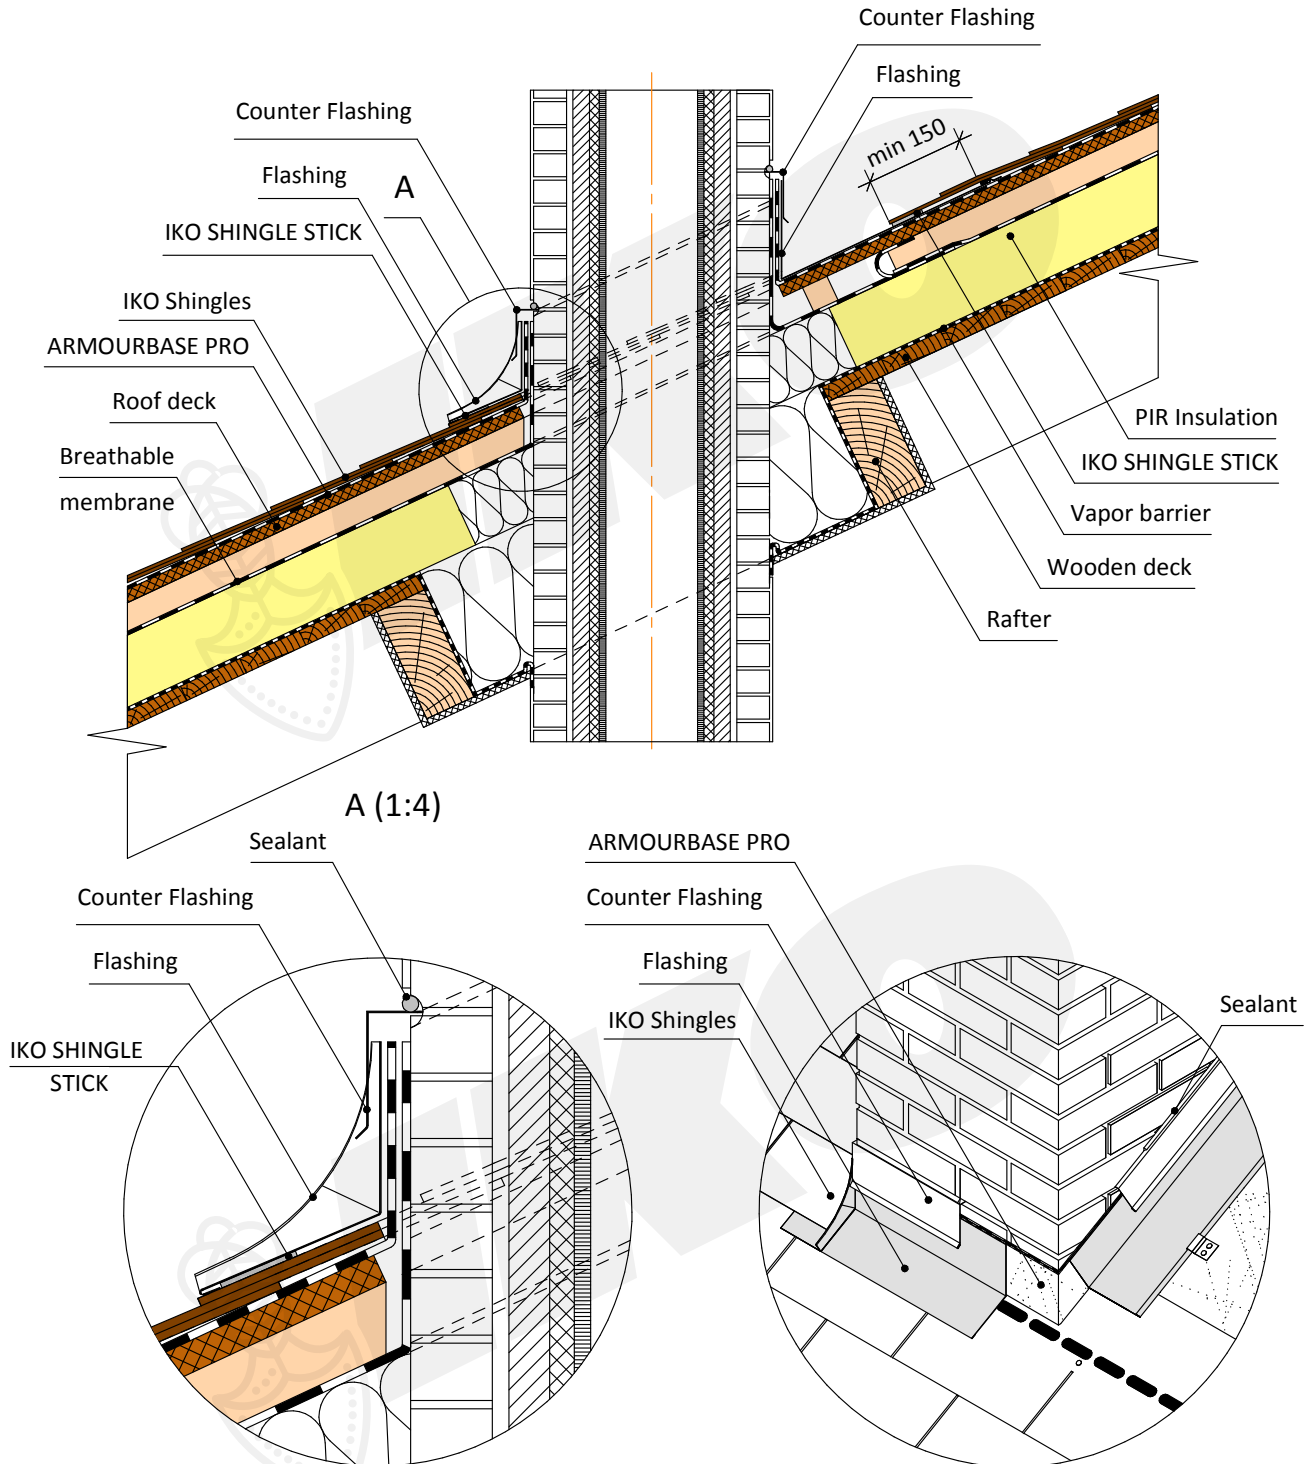 Counter Flashing
Flashing
min 150
Counter Flashing
Flashing
A
IKO SHINGLE STICK
IKO Shingles
ARMOURBASE PRO
Roof deck
Breathable
membrane
PIR Insulation
IKO SHINGLE STICK
Vapor barrier
Wooden deck
Rafter
A (1:4)
Sealant
Counter Flashing
Flashing
IKO SHINGLE
STICK
ARMOURBASE PRO
Counter Flashing
Flashing
IKO Shingles
Sealant
IKO
IKO